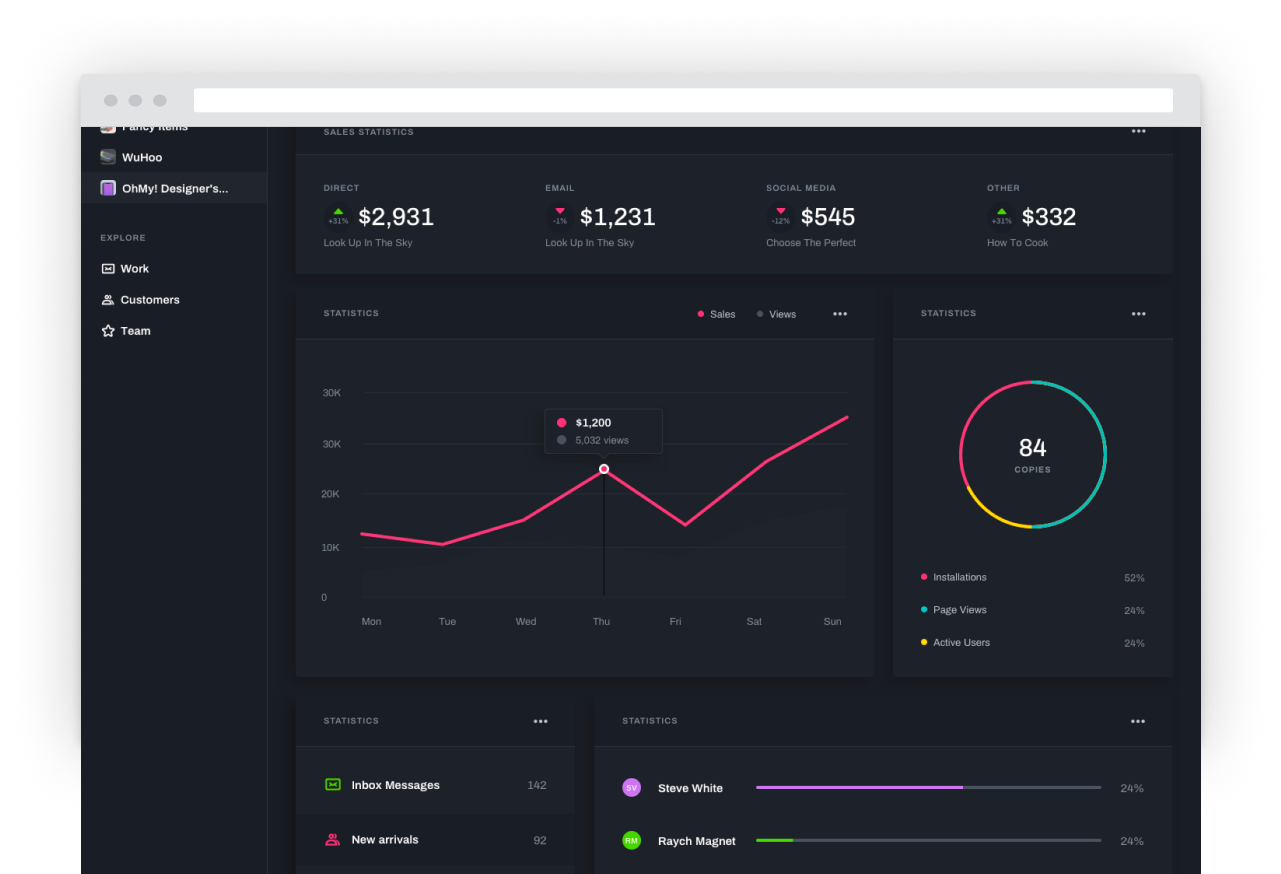 Fancy Items
WuHoo
OhMy! Designer's...
EXPLORE
Work
Customers
Team
SALES STATISTICS
DIRECT
+31%
$2,931
Look Up In The Sky
EMAIL
-1%
$1,231
Look Up In The Sky
SOCIAL MEDIA
-12%
$545
Choose The Perfect
OTHER
+31%
$332
How To Cook
STATISTICS
Sales
Views
30K
30K
20K
10K
0
$1,200
5,032 views
Mon
Tue
Wed
Thu
Fri
Sat
Sun
STATISTICS
84
COPIES
Installations
52%
Page Views
24%
Active Users
24%
STATISTICS
Inbox Messages
142
New arrivals
92
STATISTICS
SV
Steve White
24%
RM
Raych Magnet
24%